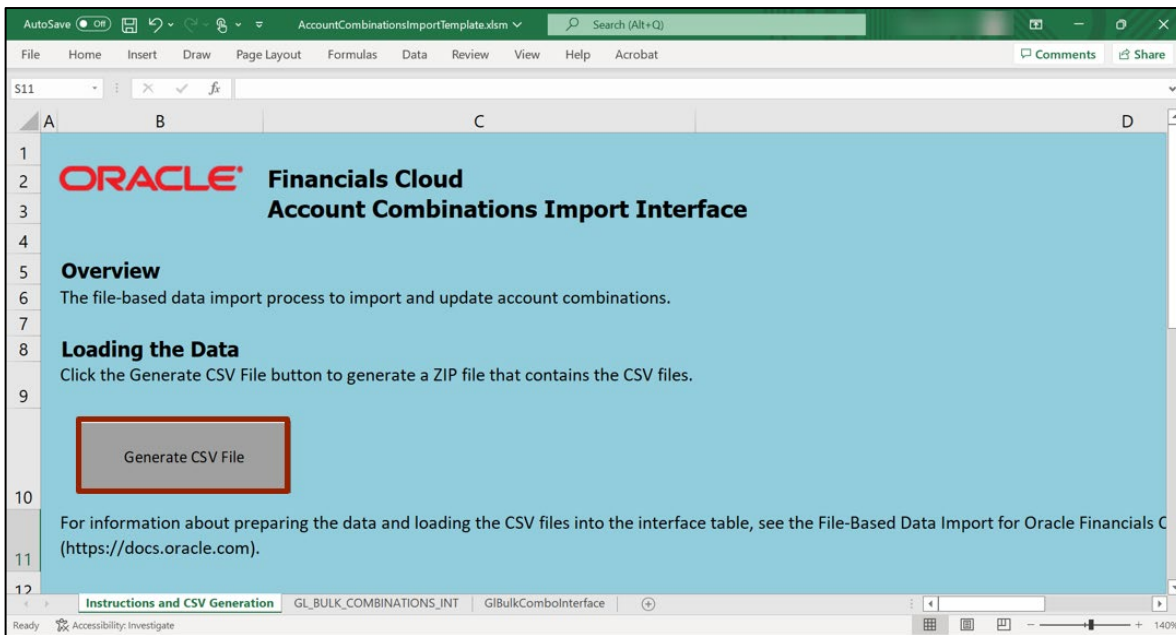 AutoSave Off AccountCombinationsImportTemplate.xlsm Search (Alt+Q)
File Home Insert Draw Page Layout Formulas Data Review View Help Acrobat Comments Share
S11 fx
A B C D
1
2 ORACLE Financials Cloud
3 Account Combinations Import Interface
4
5 Overview
6 The file-based data import process to import and update account combinations.
7
8 Loading the Data
9 Click the Generate CSV File button to generate a ZIP file that contains the CSV files.
Generate CSV File
10
For information about preparing the data and loading the CSV files into the interface table, see the File-Based Data Import for Oracle Financials C
11 (https://docs.oracle.com).
12
Instructions and CSV Generation GL_BULK_COMBINATIONS_INT GlBulkComboInterface
Ready Accessibility: Investigate 140%